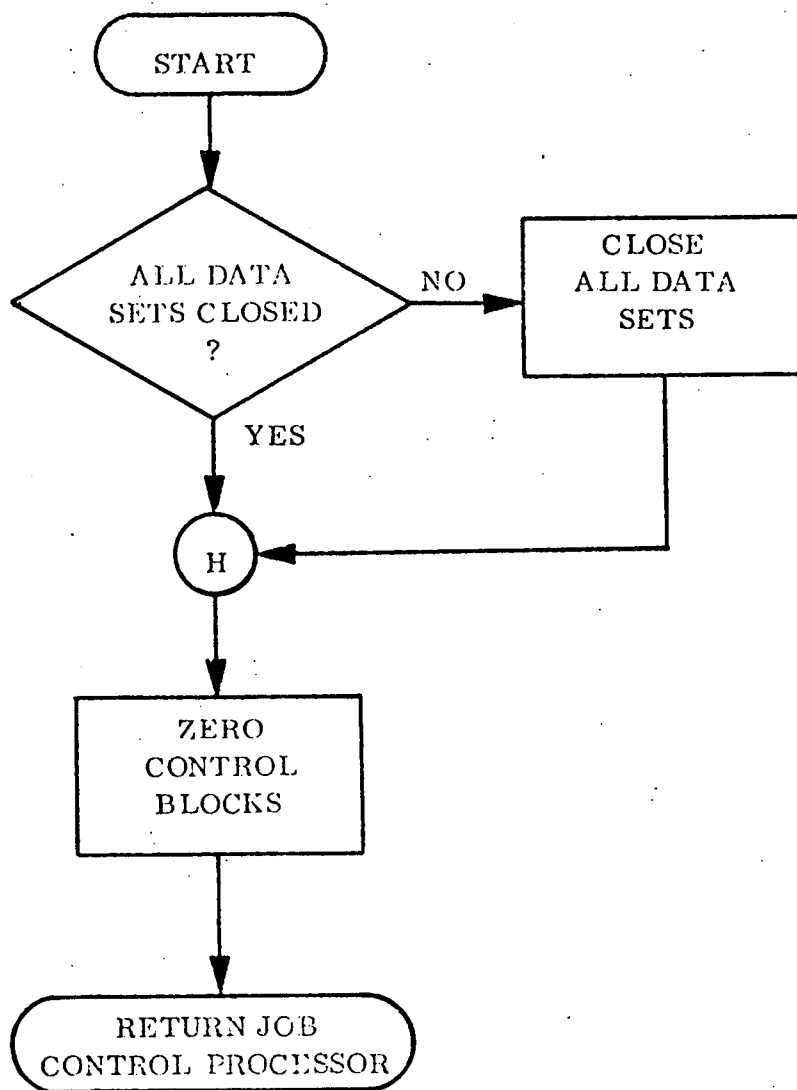 START
ALL DATA
SETS CLOSED
?
NO
CLOSE
ALL DATA
SETS
YES
H
ZERO
CONTROL
BLOCKS
RETURN JOB
CONTROL PROCESSOR